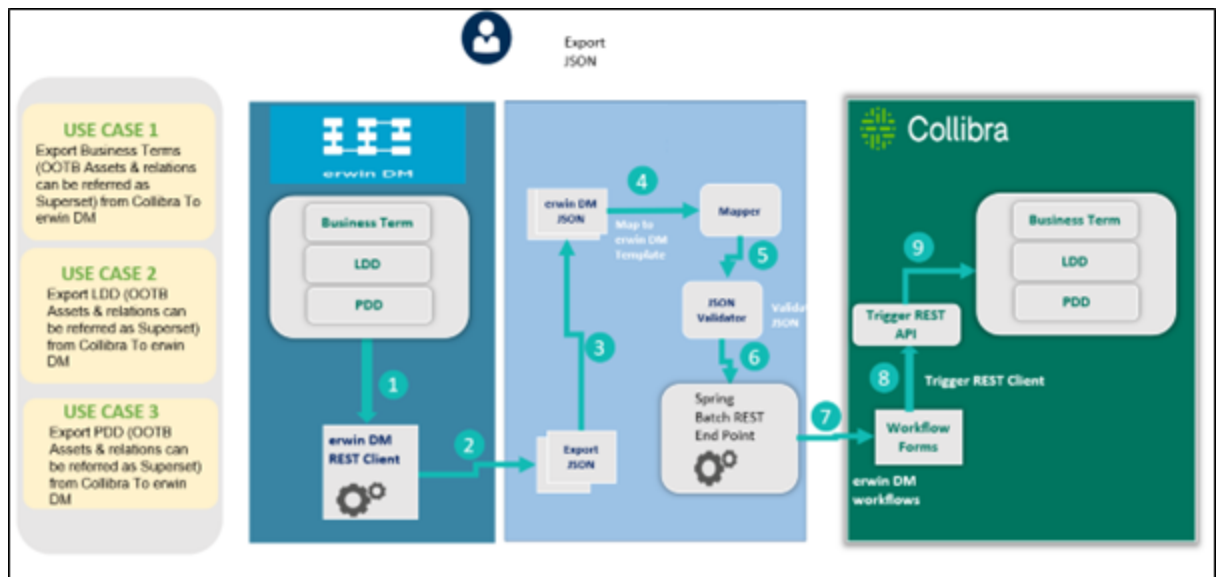 Export
JSON
USE CASE 1
Export Business Terms
(OOTB Assets & relations
can be referred as
Superset) from Collibra To
erwin DM
USE CASE 2
Export LDD (OOTB
Assets & relations can
be referred as Superset)
from Collibra To erwin
DM
USE CASE 3
Export PDD (OOTB
Assets & relations can
be referred as Superset)
from Collibra To erwin
DM
erwin DM
Business Term
LDD
PDD
1
erwin DM
REST Client
2
Export
JSON
3
erwin DM
JSON
4
Map to
erwin DM
Template
Mapper
5
JSON
Validator
Validat
JSON
6
Spring
Batch REST
End Point
7
Collibra
Business Term
LDD
PDD
9
Trigger REST
API
8
Trigger REST Client
Workflow
Forms
erwin DM
workflows